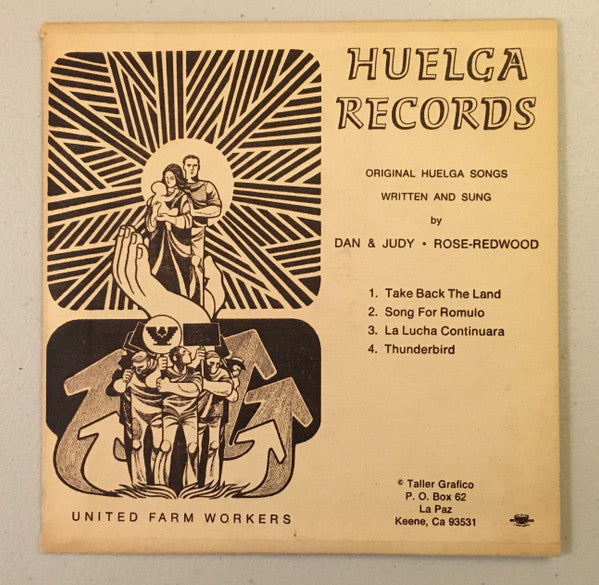 HUELGA
RECORDS
ORIGINAL HUELGA SONGS
WRITTEN AND SUNG
by
DAN & JUDY • ROSE-REDWOOD
1. Take Back The Land
2. Song For Romulo
3. La Lucha Continuara
4. Thunderbird
© Taller Grafico
P. O. Box 62
La Paz
Keene, Ca 93531
UNITED FARM WORKERS